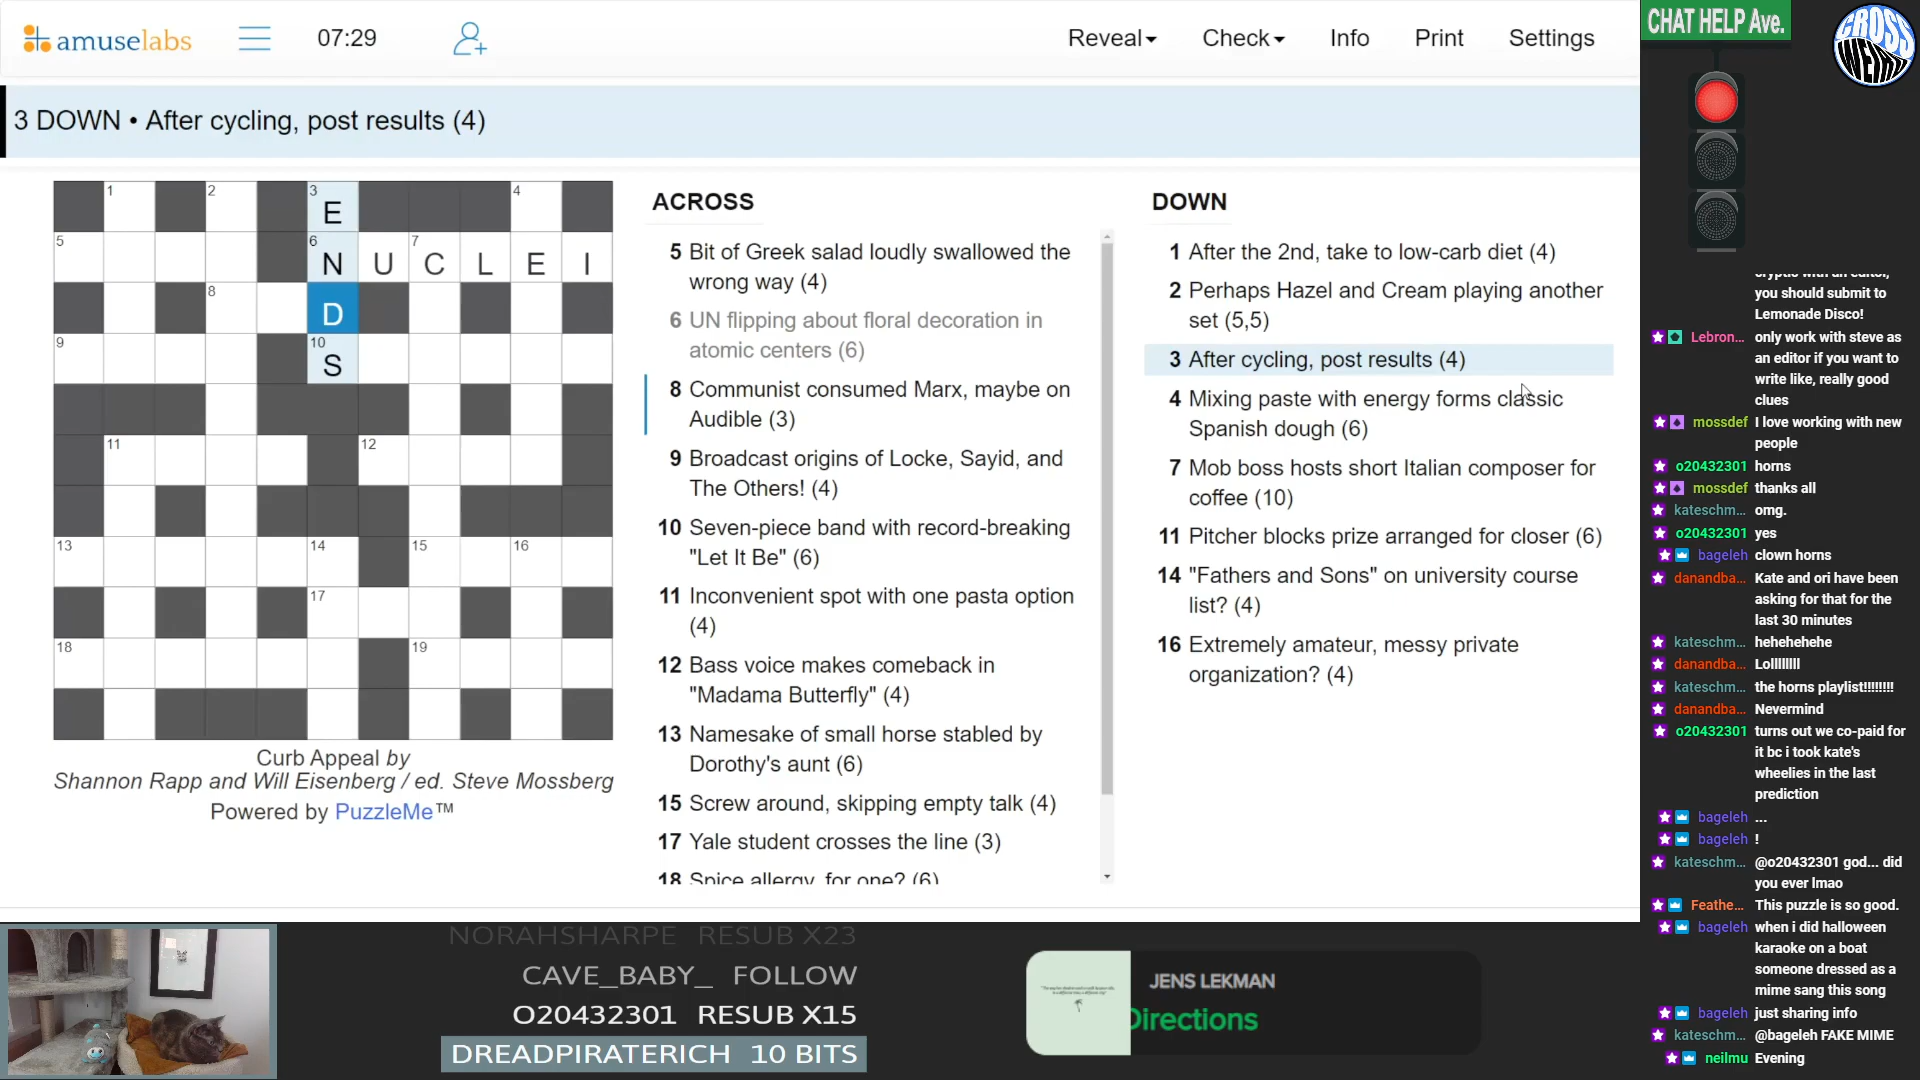 amuselabs
07:29
Reveal
Check
Info
Print
Settings
3 DOWN • After cycling, post results (4)
1 2 3 E 4
5 6 N U 7 C L E I
8 D
9 10 S
11 12
13 14 15 16
17
18 19
Curb Appeal by
Shannon Rapp and Will Eisenberg / ed. Steve Mossberg
Powered by PuzzleMe™
ACROSS
5 Bit of Greek salad loudly swallowed the
wrong way (4)
6 UN flipping about floral decoration in
atomic centers (6)
8 Communist consumed Marx, maybe on
Audible (3)
9 Broadcast origins of Locke, Sayid, and
The Others! (4)
10 Seven-piece band with record-breaking
"Let It Be" (6)
11 Inconvenient spot with one pasta option
(4)
12 Bass voice makes comeback in
"Madama Butterfly" (4)
13 Namesake of small horse stabled by
Dorothy's aunt (6)
15 Screw around, skipping empty talk (4)
17 Yale student crosses the line (3)
18 Spice allergy, for one? (6)
DOWN
1 After the 2nd, take to low-carb diet (4)
2 Perhaps Hazel and Cream playing another
set (5,5)
3 After cycling, post results (4)
4 Mixing paste with energy forms classic
Spanish dough (6)
7 Mob boss hosts short Italian composer for
coffee (10)
11 Pitcher blocks prize arranged for closer (6)
14 "Fathers and Sons" on university course
list? (4)
16 Extremely amateur, messy private
organization? (4)
CHAT HELP Ave.
CROSS
WEIRD
cryptic with an editor,
you should submit to
Lemonade Disco!
Lebron... only work with steve as
an editor if you want to
write like, really good
clues
mossdef I love working with new
people
o20432301 horns
mossdef thanks all
kateschm... omg.
o20432301 yes
bageleh clown horns
danandba... Kate and ori have been
asking for that for the
last 30 minutes
kateschm... hehehehehe
danandba... Lollllllll
kateschm... the horns playlist!!!!!!!!
danandba... Nevermind
o20432301 turns out we co-paid for
it bc i took kate's
wheelies in the last
prediction
bageleh ...
bageleh !
kateschm... @o20432301 god... did
you ever lmao
Feathe... This puzzle is so good.
bageleh when i did halloween
karaoke on a boat
someone dressed as a
mime sang this song
bageleh just sharing info
kateschm... @bageleh FAKE MIME
neilmu Evening
NORAHSHARPE RESUB X23
CAVE_BABY_ FOLLOW
O20432301 RESUB X15
DREADPIRATERICH 10 BITS
JENS LEKMAN
Directions